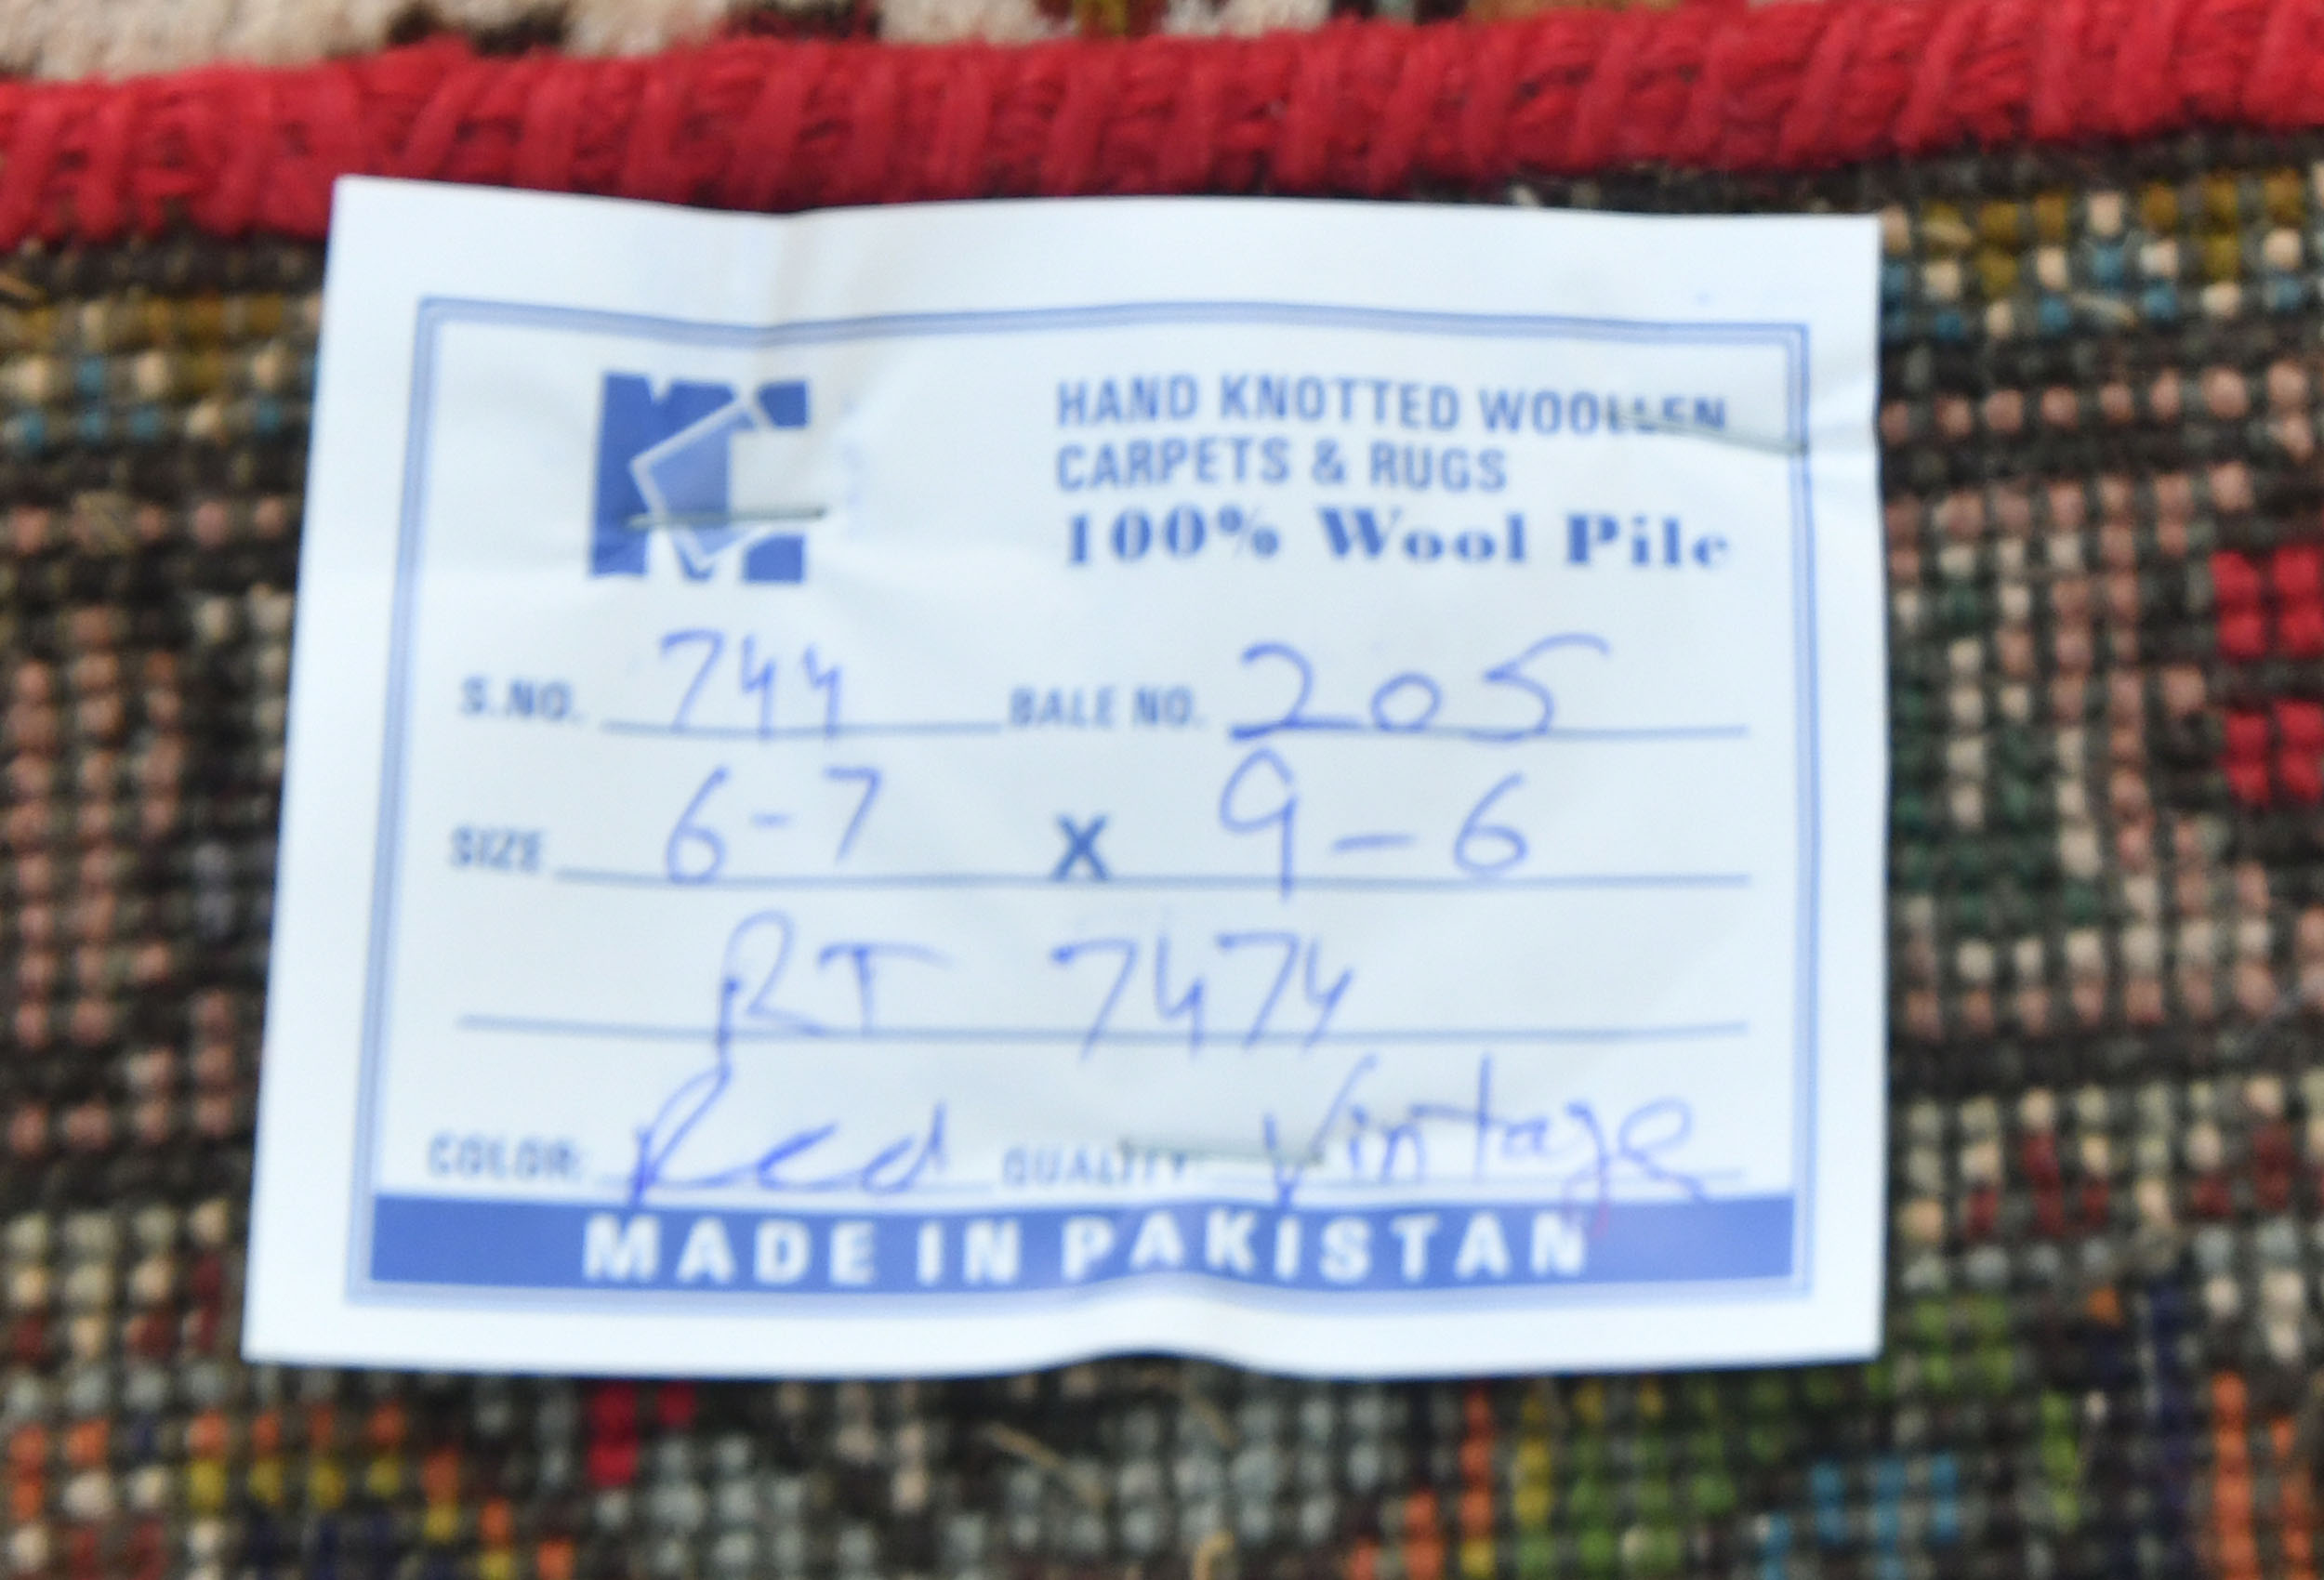 HAND KNOTTED WOOLLEN
CARPETS & RUGS
100% Wool Pile
S.NO. 744 BALE NO. 205
SIZE 6-7 X 9-6
RT 7474
COLOR: Red QUALITY: Vintage
MADE IN PAKISTAN